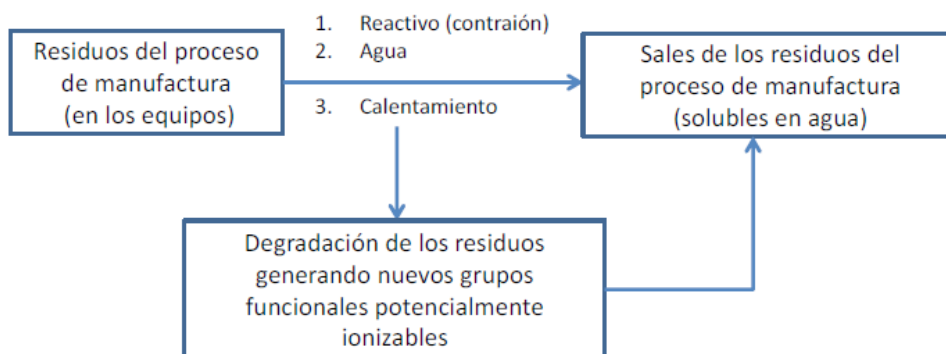 Residuos del proceso
de manufactura
(en los equipos)
1. Reactivo (contraión)
2. Agua
3. Calentamiento
Sales de los residuos del
proceso de manufactura
(solubles en agua)
Degradación de los residuos
generando nuevos grupos
funcionales potencialmente
ionizables